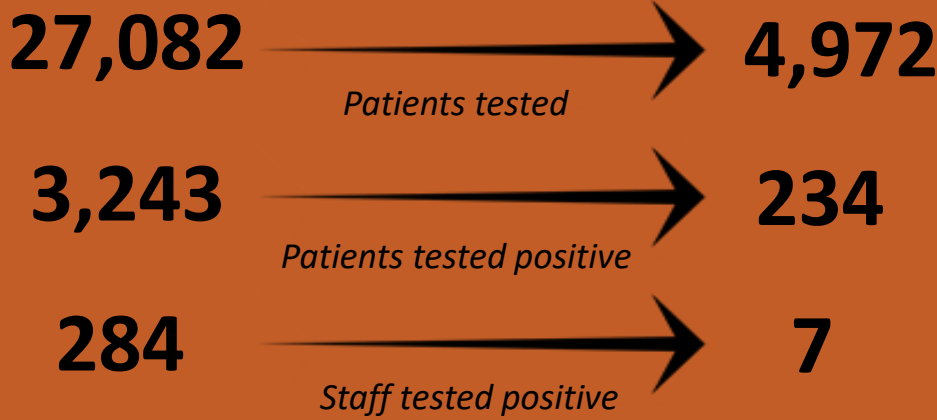 27,082 4,972
Patients tested
3,243 234
Patients tested positive
284 7
Staff tested positive